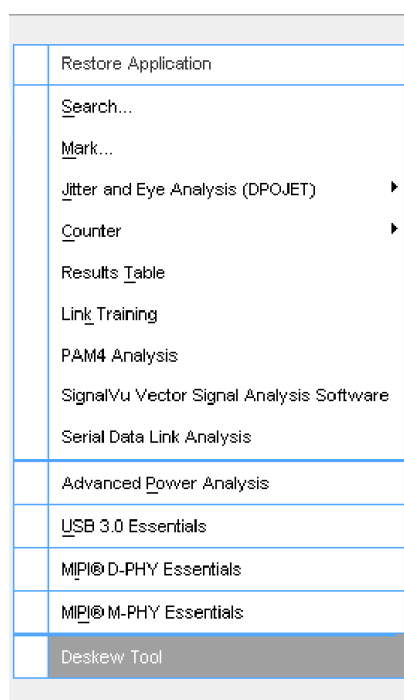 Restore Application
Search...
Mark...
Jitter and Eye Analysis (DPOJET)
Counter
Results Table
Link Training
PAM4 Analysis
SignalVu Vector Signal Analysis Software
Serial Data Link Analysis
Advanced Power Analysis
USB 3.0 Essentials
MIPI® D-PHY Essentials
MIPI® M-PHY Essentials
Deskew Tool